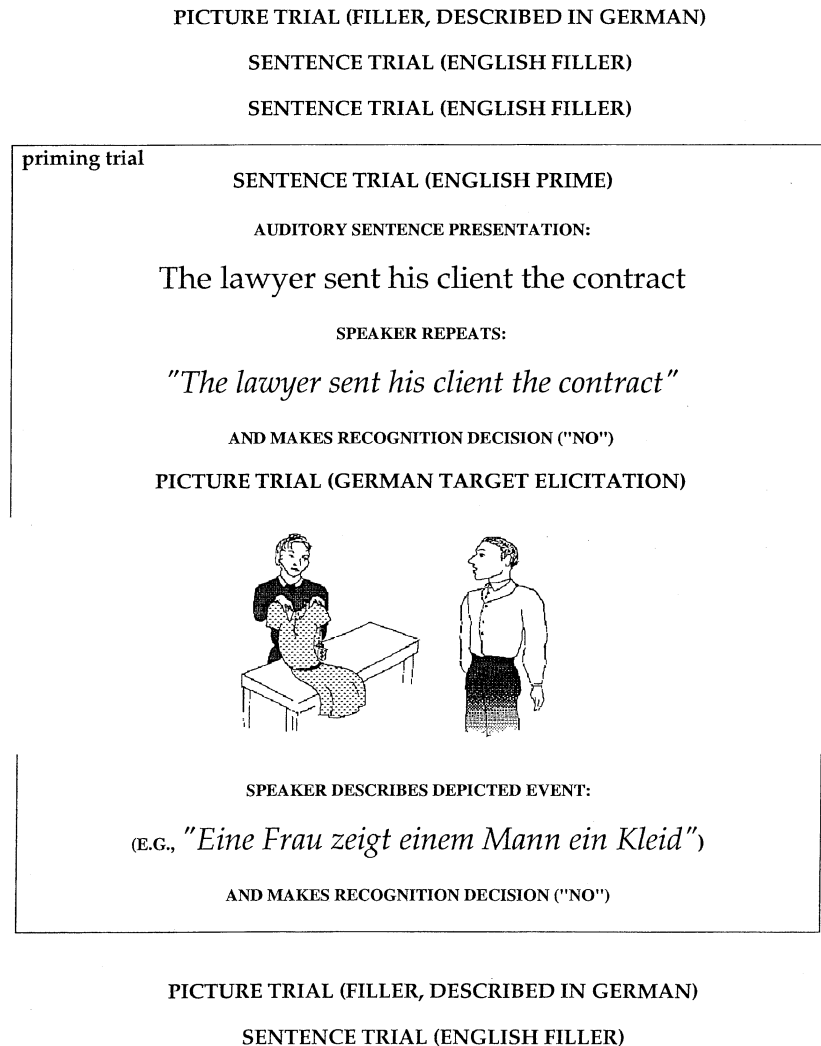 PICTURE TRIAL (FILLER, DESCRIBED IN GERMAN)
SENTENCE TRIAL (ENGLISH FILLER)
SENTENCE TRIAL (ENGLISH FILLER)
priming trial
SENTENCE TRIAL (ENGLISH PRIME)
AUDITORY SENTENCE PRESENTATION:
The lawyer sent his client the contract
SPEAKER REPEATS:
"The lawyer sent his client the contract"
AND MAKES RECOGNITION DECISION ("NO")
PICTURE TRIAL (GERMAN TARGET ELICITATION)
SPEAKER DESCRIBES DEPICTED EVENT:
(E.G., "Eine Frau zeigt einem Mann ein Kleid")
AND MAKES RECOGNITION DECISION ("NO")
PICTURE TRIAL (FILLER, DESCRIBED IN GERMAN)
SENTENCE TRIAL (ENGLISH FILLER)